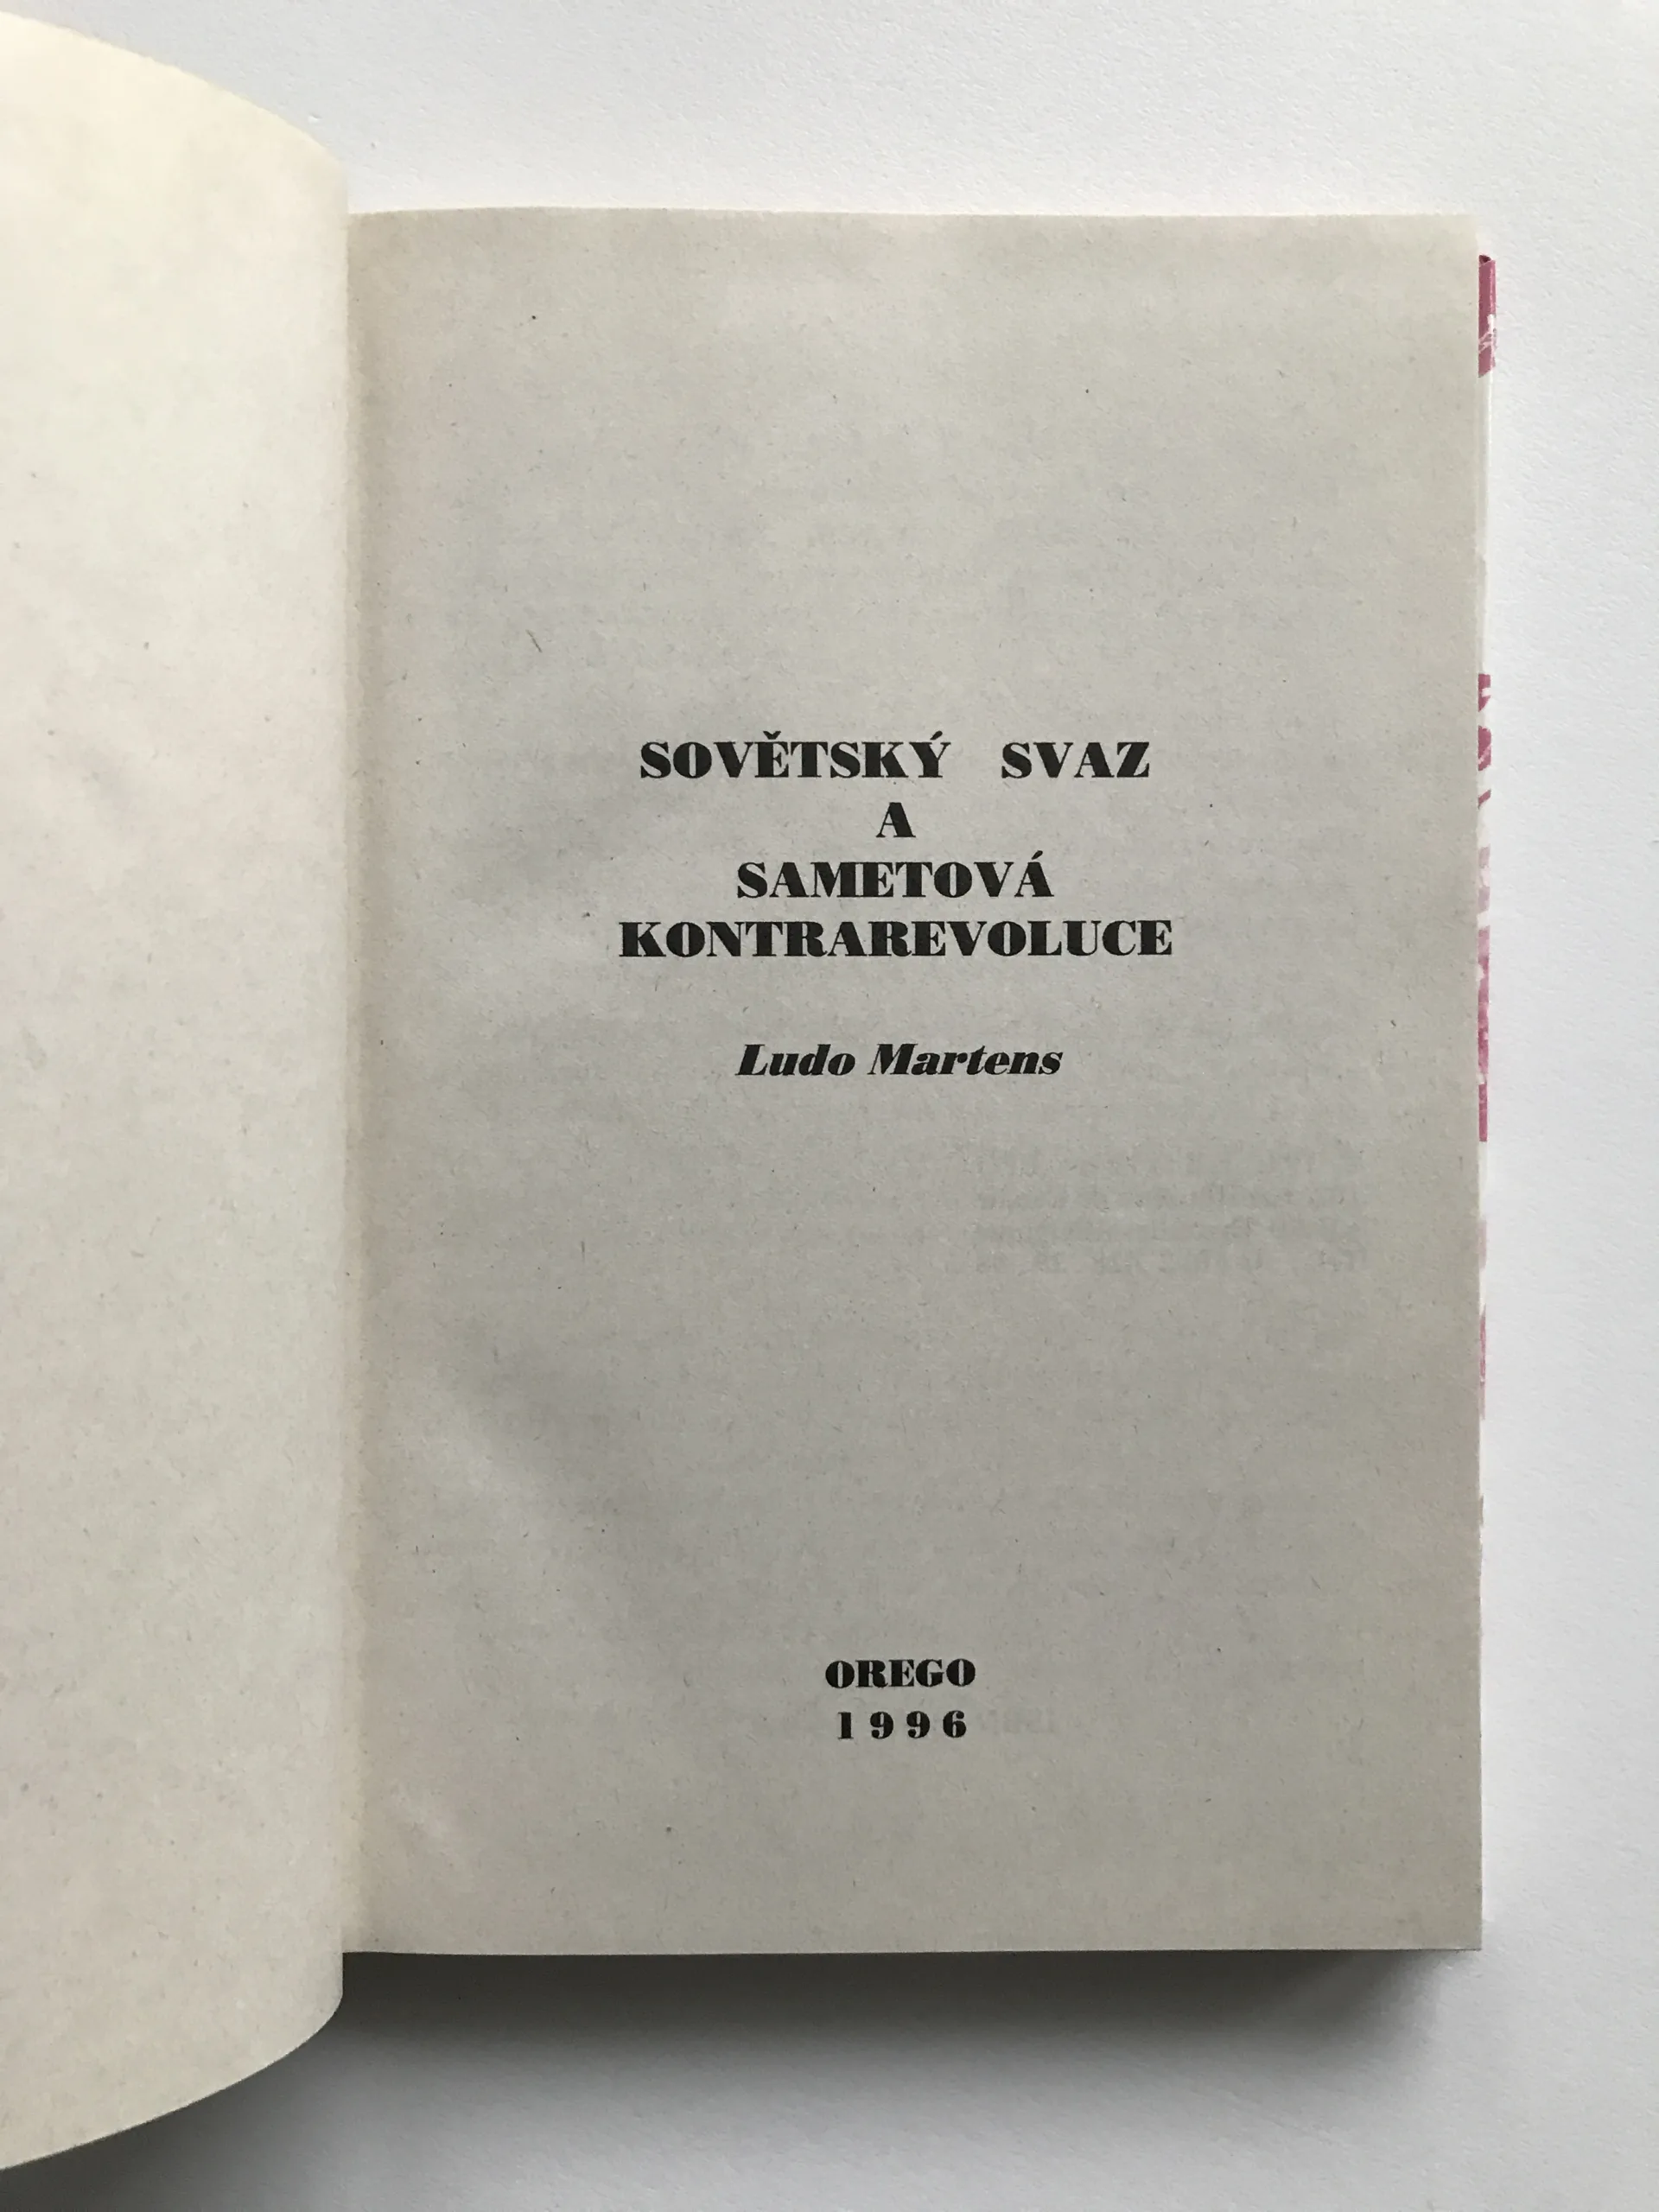 SOVĚTSKÝ SVAZ
A
SAMETOVÁ
KONTRAREVOLUCE
Ludo Martens
OREGO
1996